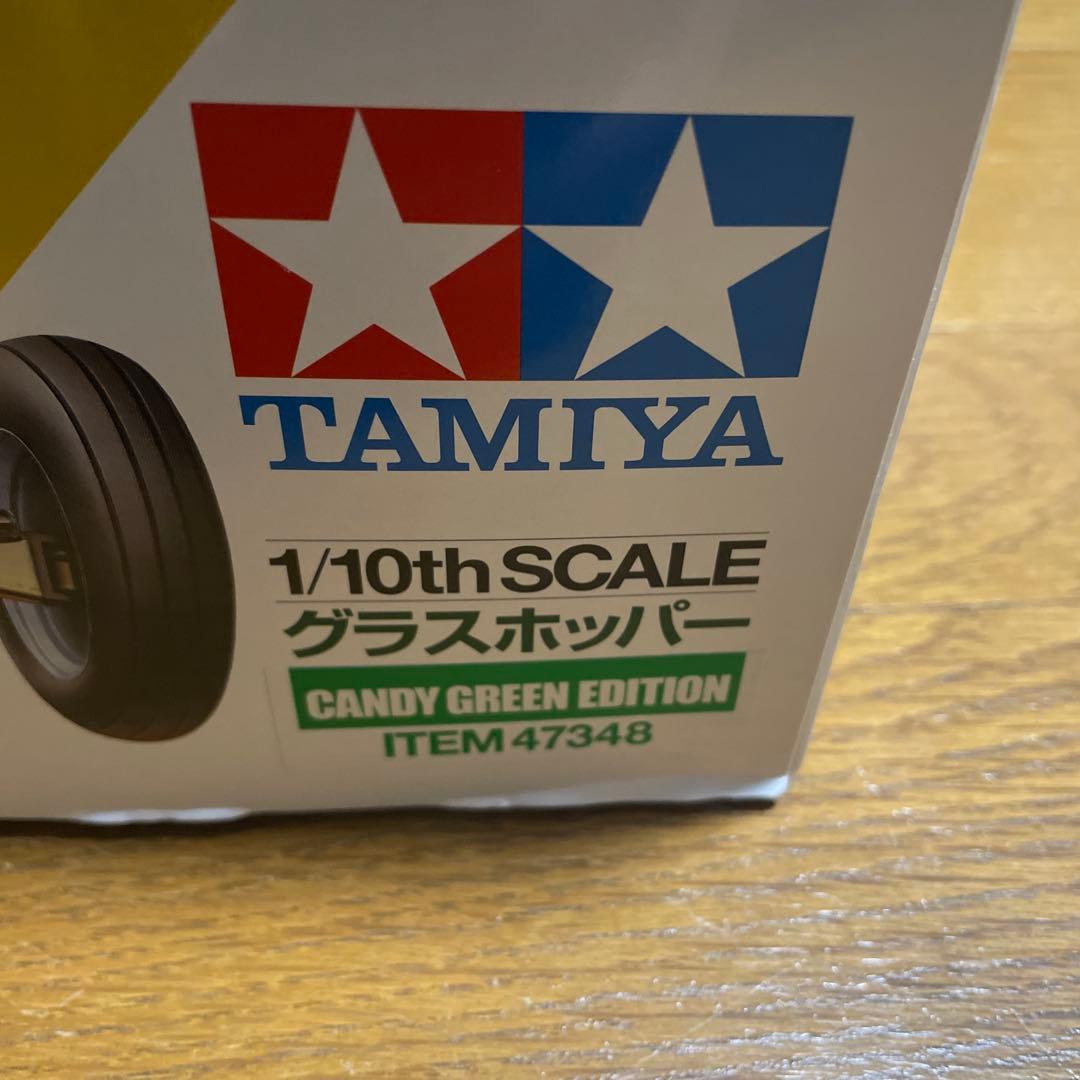 TAMIYA
1/10th SCALE
グラスホッパー
CANDY GREEN EDITION
ITEM 47348